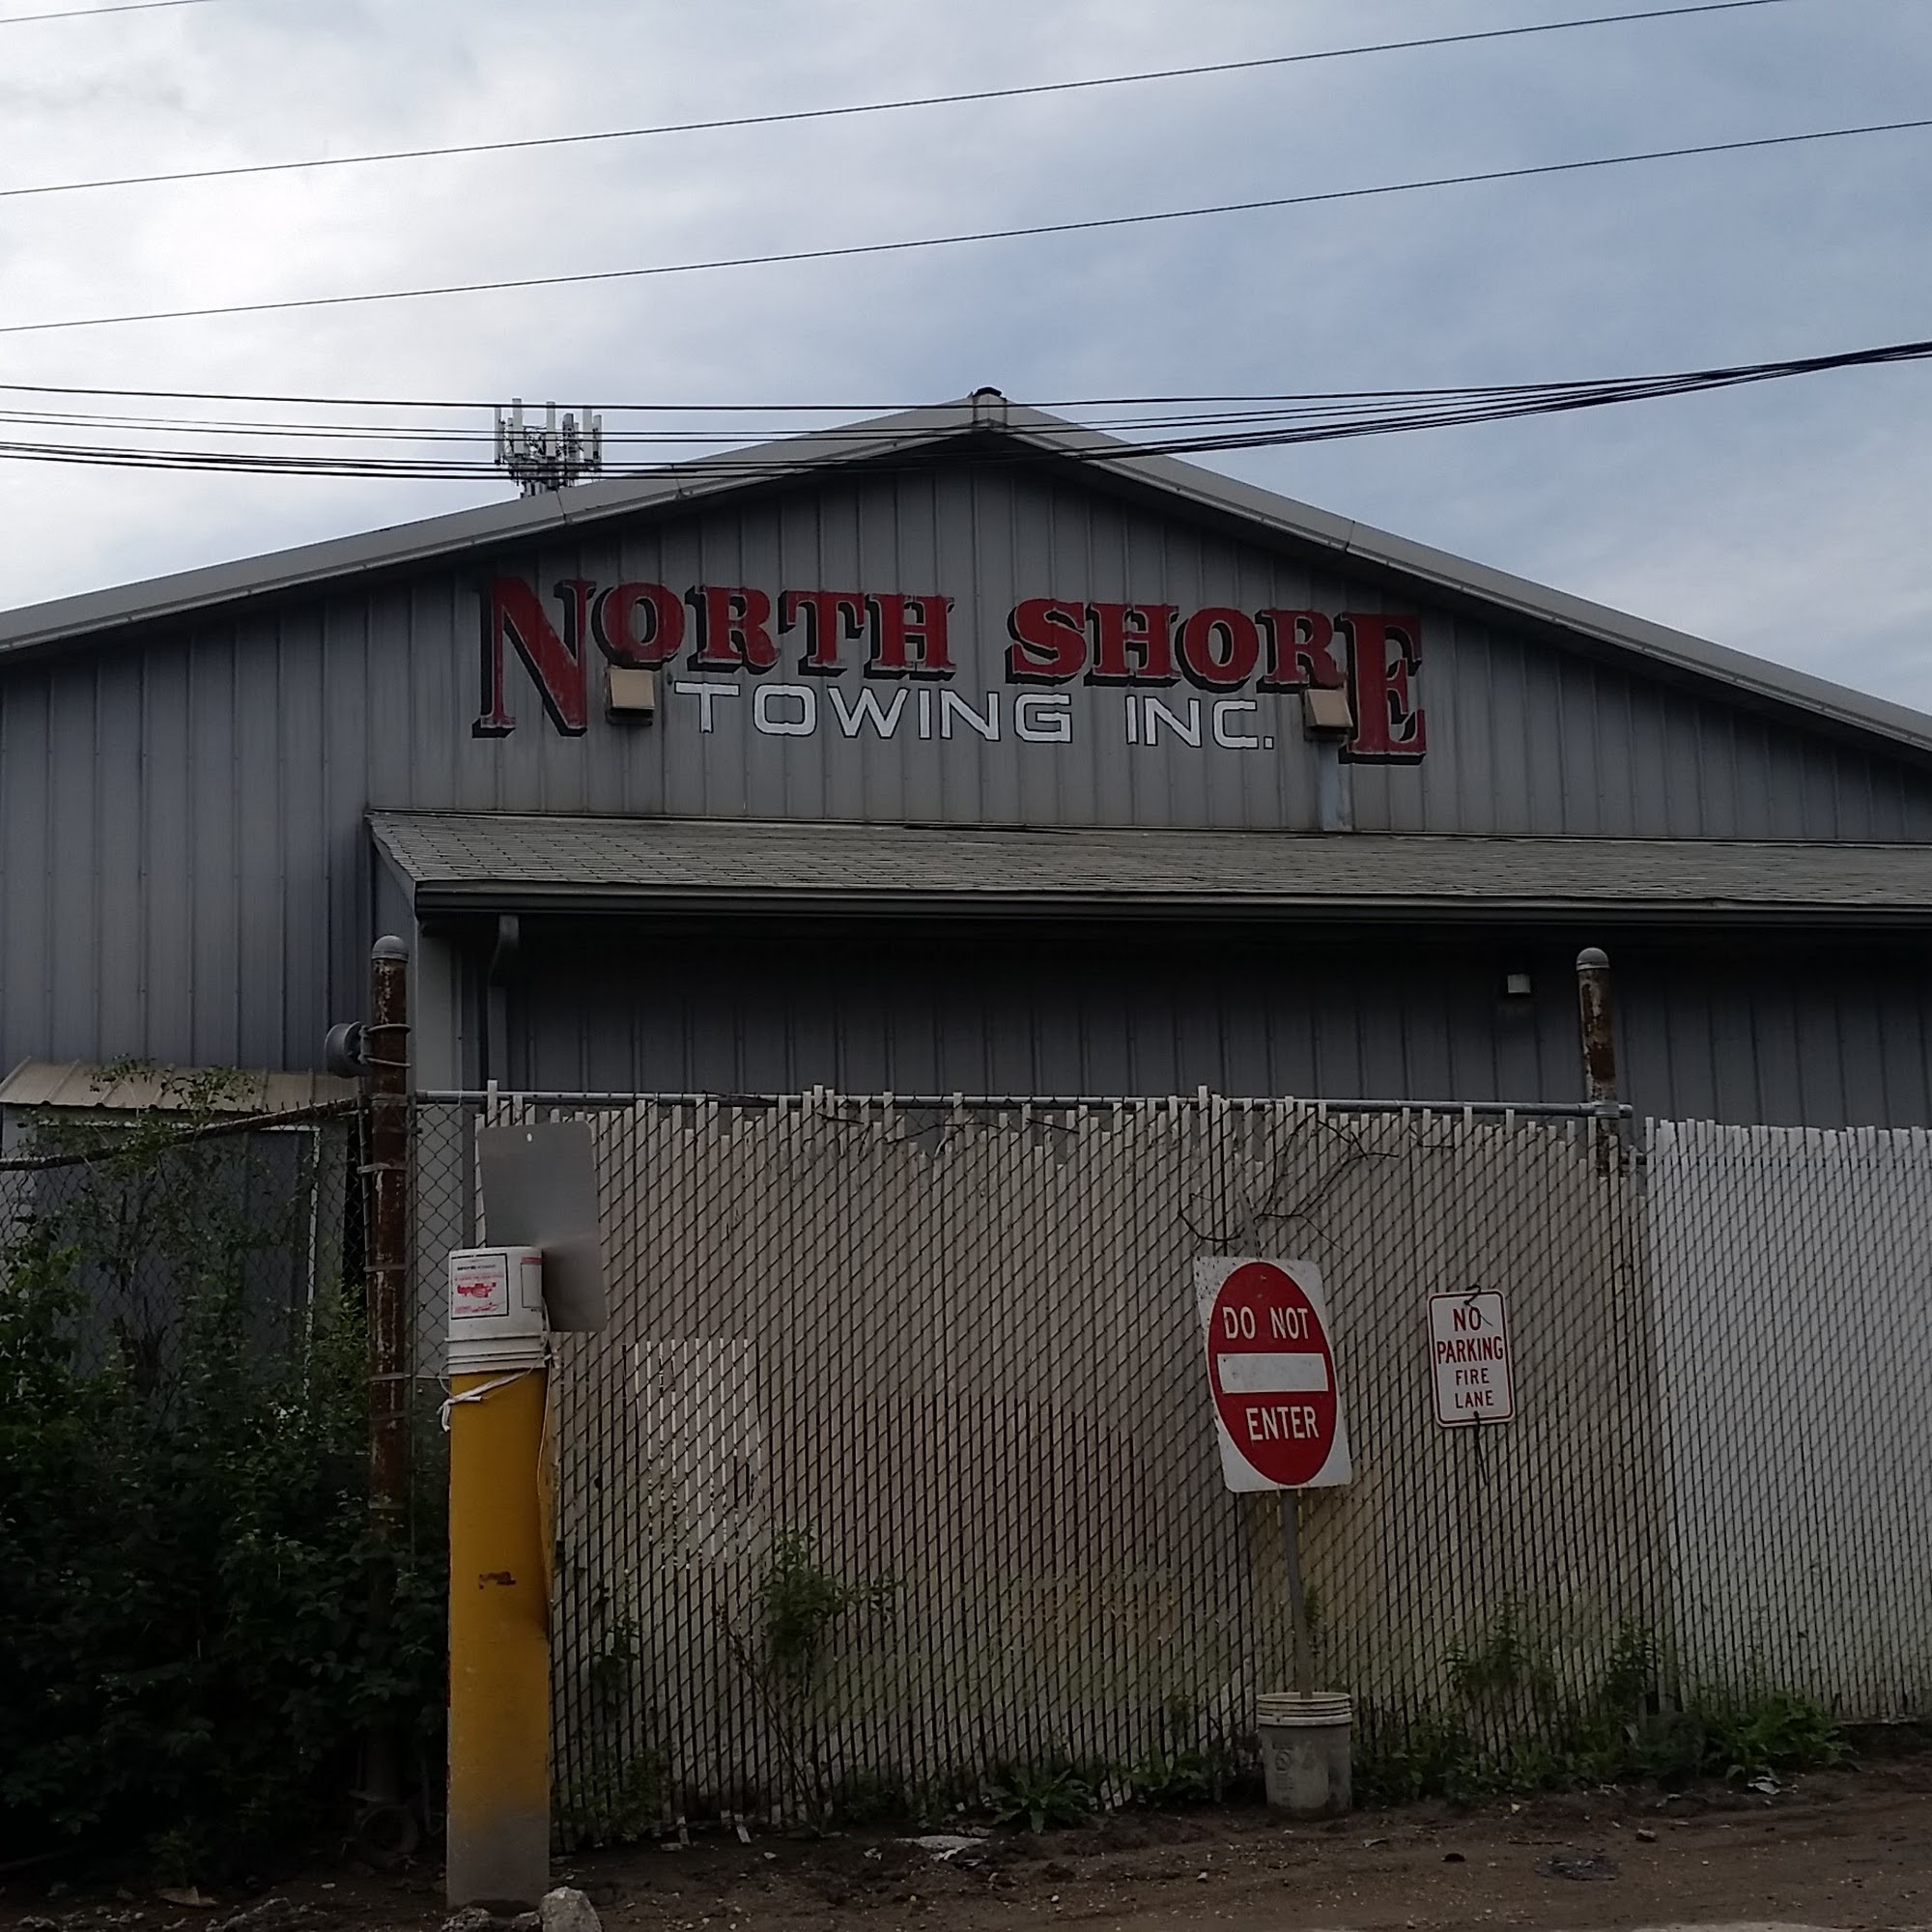 NORTH SHORE
TOWING INC.
DO NOT
ENTER
NO
PARKING
FIRE
LANE